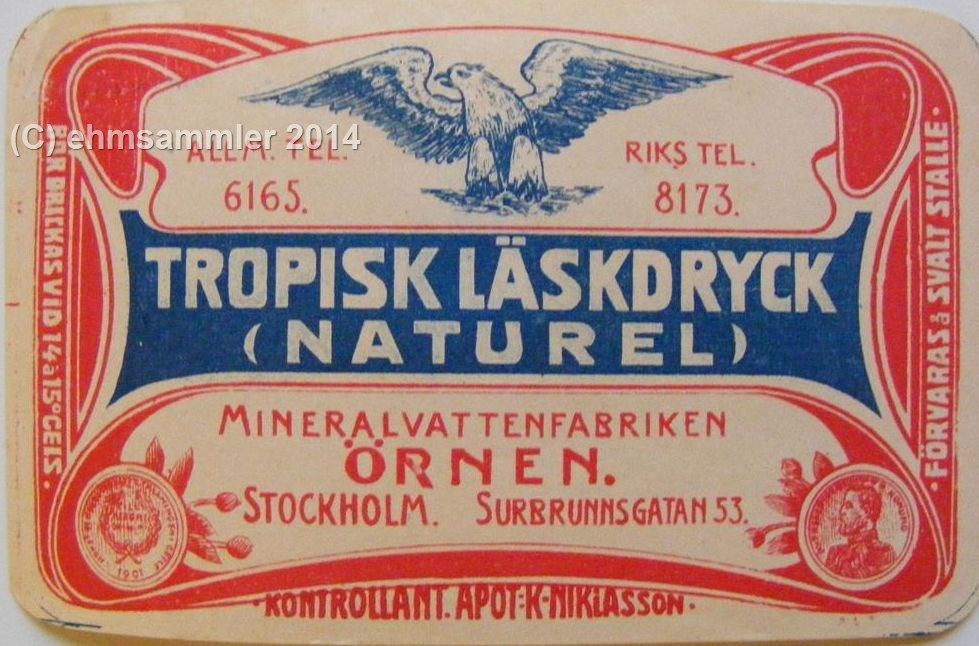 (C) ehmsammler 2014
ALLM. TEL.
6165.
RIKS TEL.
8173.
TROPISK LÄSKDRYCK
(NATUREL)
MINERALVATTENFABRIKEN
ÖRNEN.
STOCKHOLM. SURBRUNNSGATAN 53.
BÖR DRICKAS VID 14 à 15° CELS.
FÖRVARAS å SVALT STÄLLE.
1901
·KONTROLLANT. APOT: K·NIKLASSON·